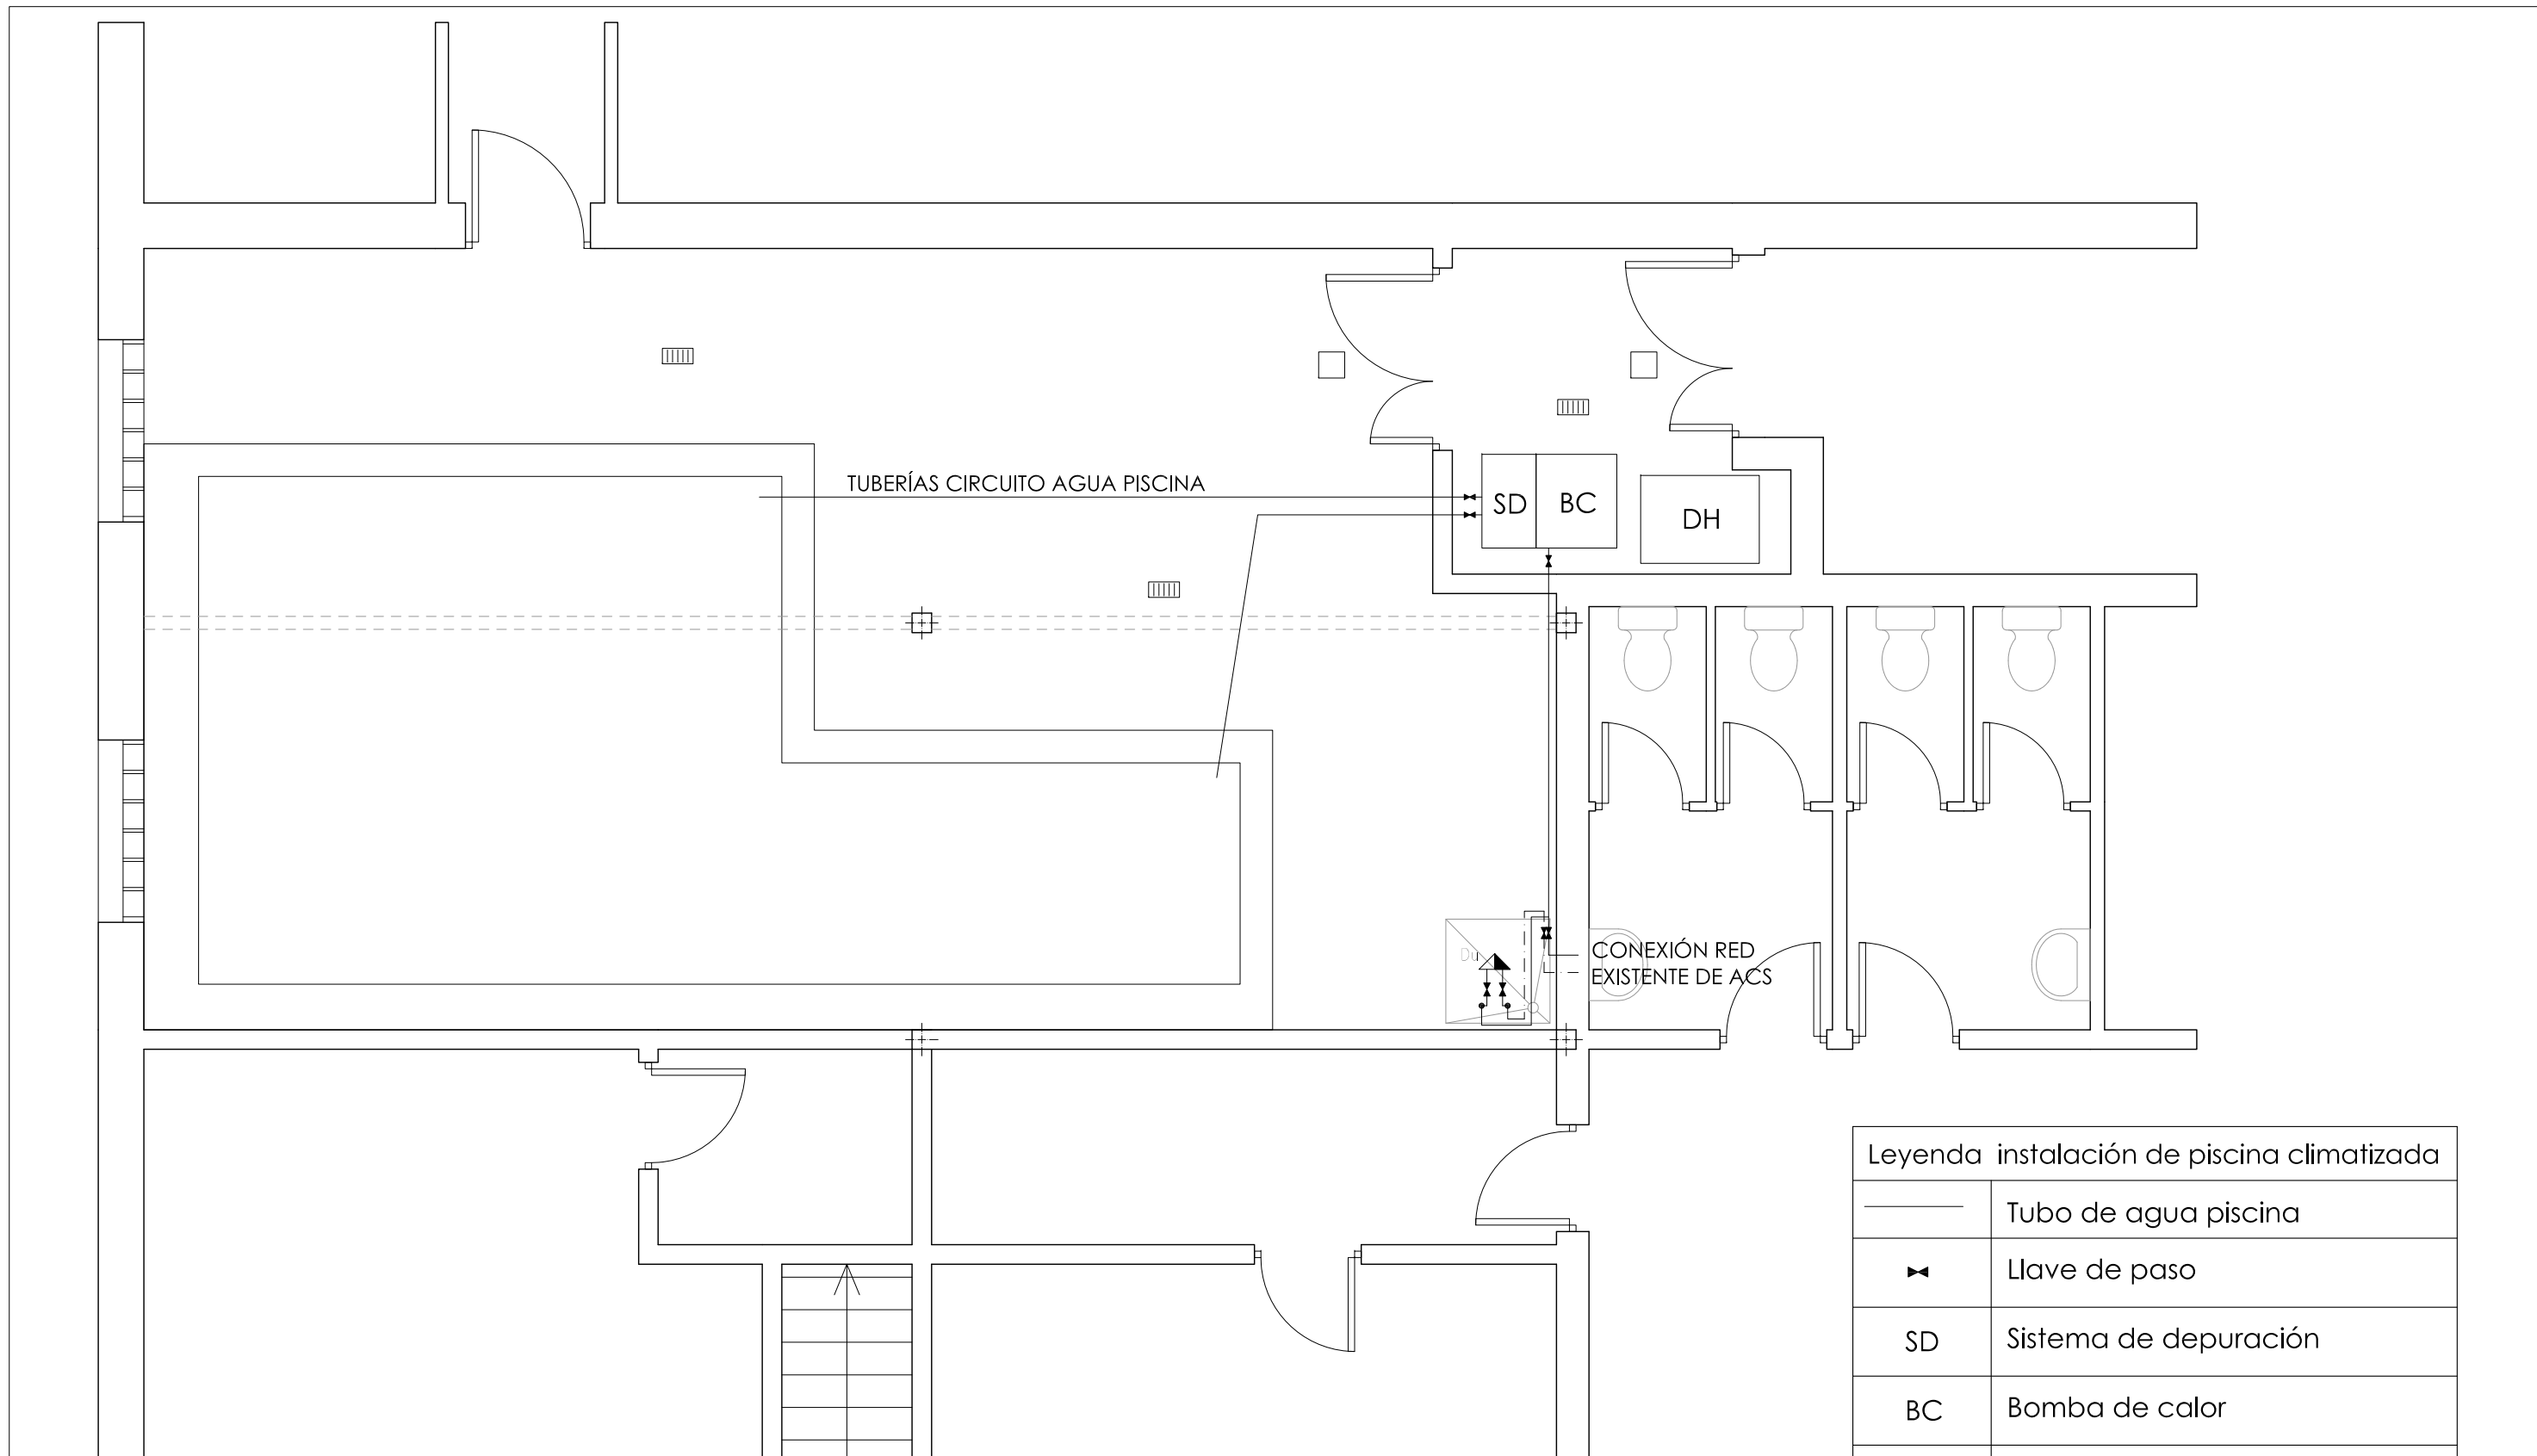 TUBERÍAS CIRCUITO AGUA PISCINA
SD
BC
DH
Du
CONEXIÓN RED
EXISTENTE DE ACS
Leyenda instalación de piscina climatizada
Tubo de agua piscina
Llave de paso
SD Sistema de depuración
BC Bomba de calor